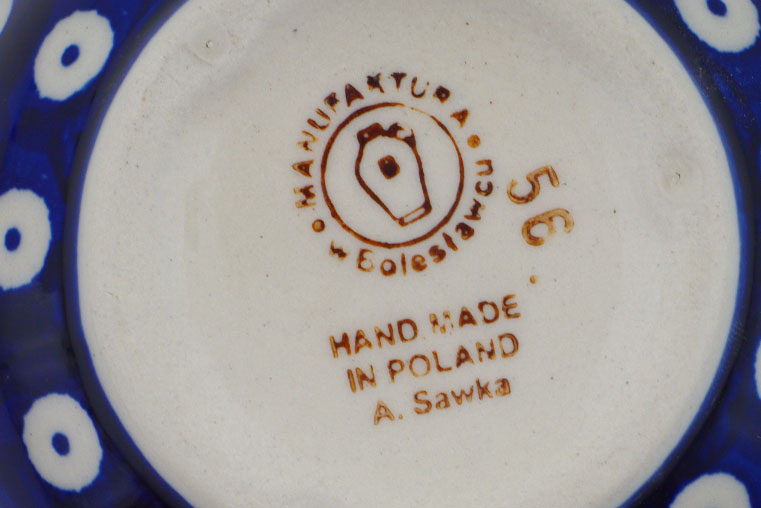 MANUFAKTURA
w Bolesławcu
56
HAND MADE
IN POLAND
A. Sawka